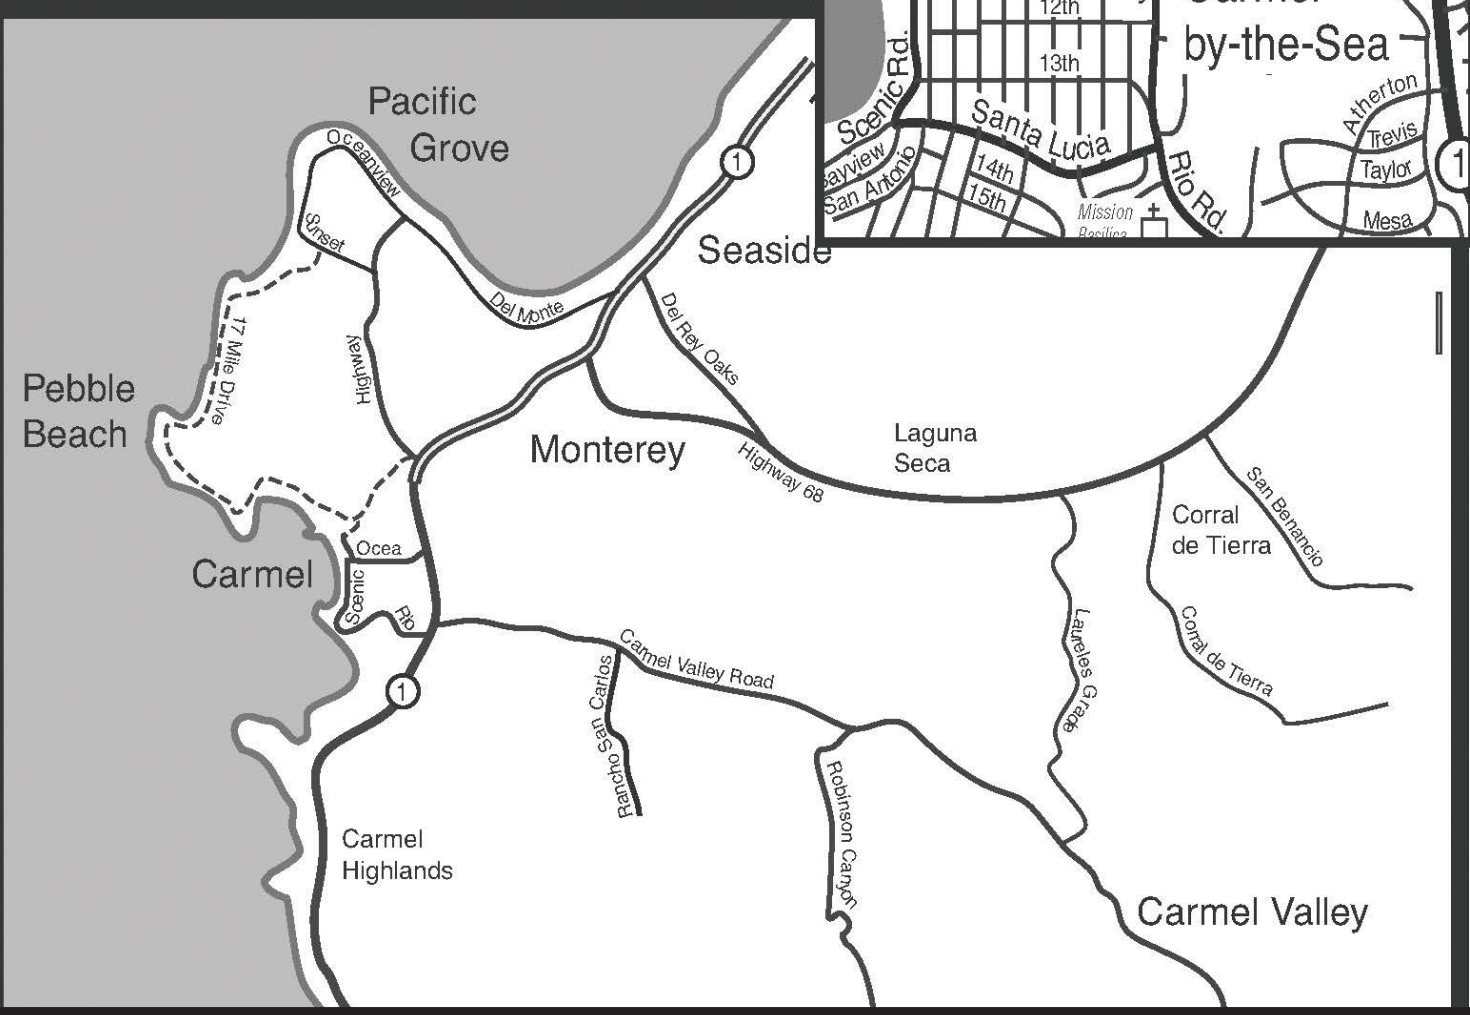 12th
by-the-Sea
13th
Scenic Rd.
Santa Lucia
Atherton
Trevis
Taylor
Mesa
San Antonio
14th
15th
Mission
Rio Rd.
1
Pacific
Grove
Oceanview
Sunset
1
Seaside
Del Monte
Del Rey Oaks
17 Mile Drive
Highway
Pebble
Beach
Monterey
Highway 68
Laguna
Seca
San Benancio
Corral
de Tierra
Corral de Tierra
Ocea
Carmel
Scenic
Rio
Carmel Valley Road
Laureles Grade
Rancho San Carlos
1
Robinson Canyon
Carmel
Highlands
Carmel Valley